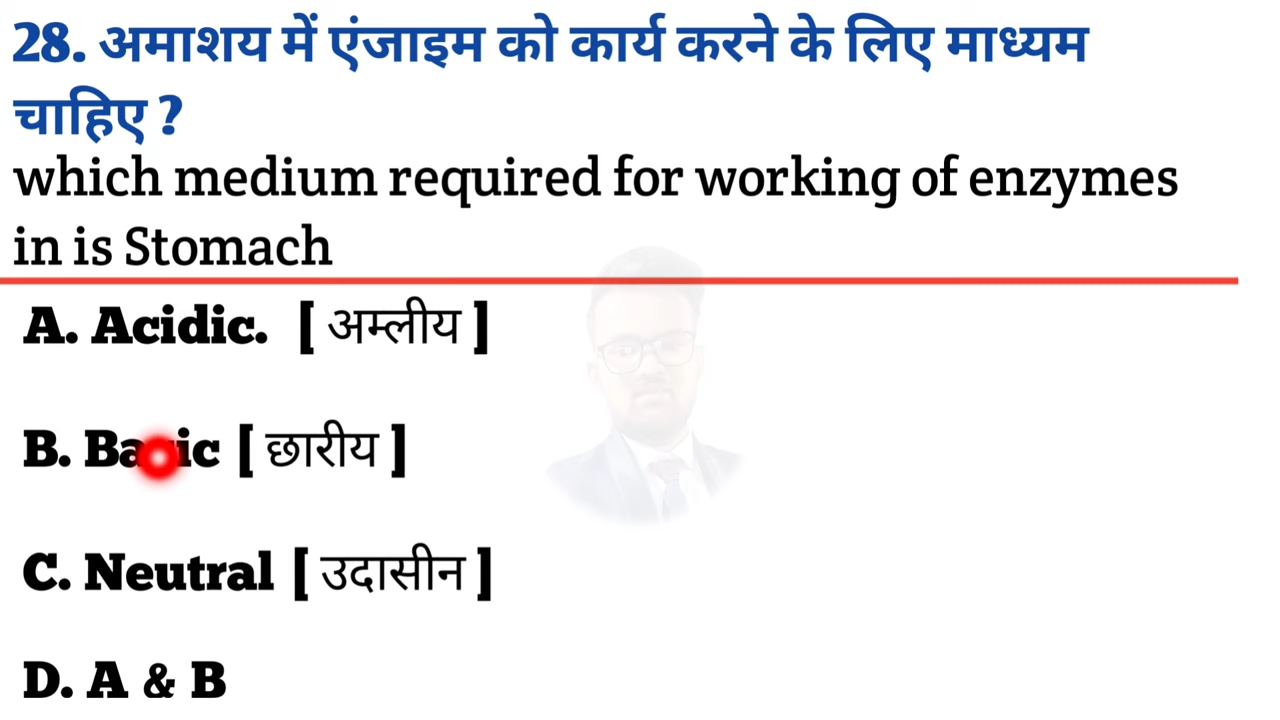 28. अमाशय में एंजाइम को कार्य करने के लिए माध्यम
चाहिए ?
which medium required for working of enzymes
in is Stomach
A. Acidic. [ अम्लीय ]
B. Basic [ छारीय ]
C. Neutral [ उदासीन ]
D. A & B